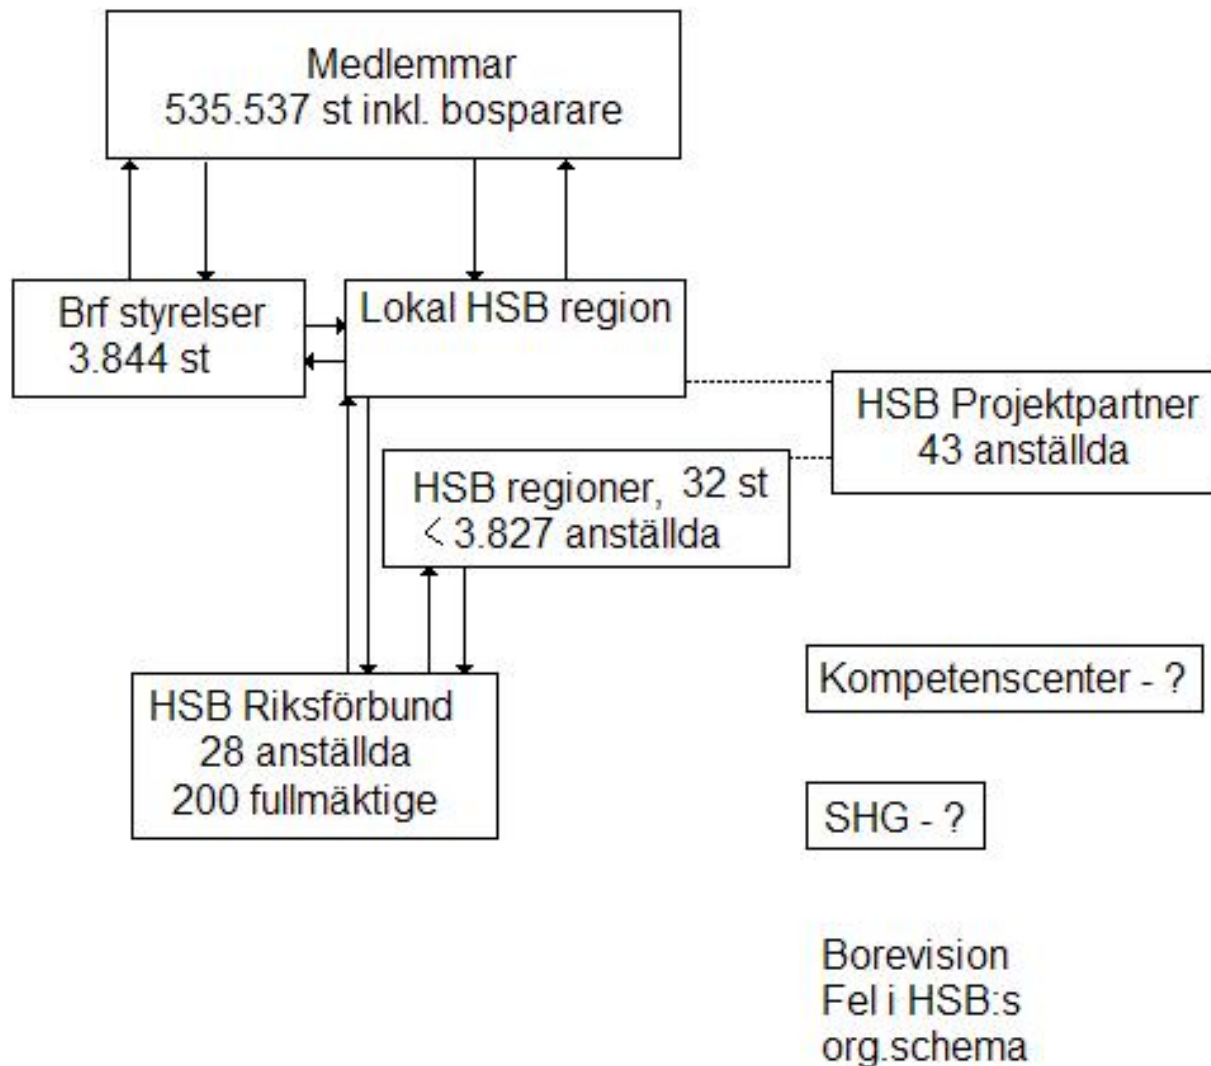 Medlemmar
535.537 st inkl. bosparare
Brf styrelser
3.844 st
Lokal HSB region
HSB Projektpartner
43 anställda
HSB regioner, 32 st
< 3.827 anställda
HSB Riksförbund
28 anställda
200 fullmäktige
Kompetenscenter - ?
SHG - ?
Borevision
Fel i HSB:s
org.schema